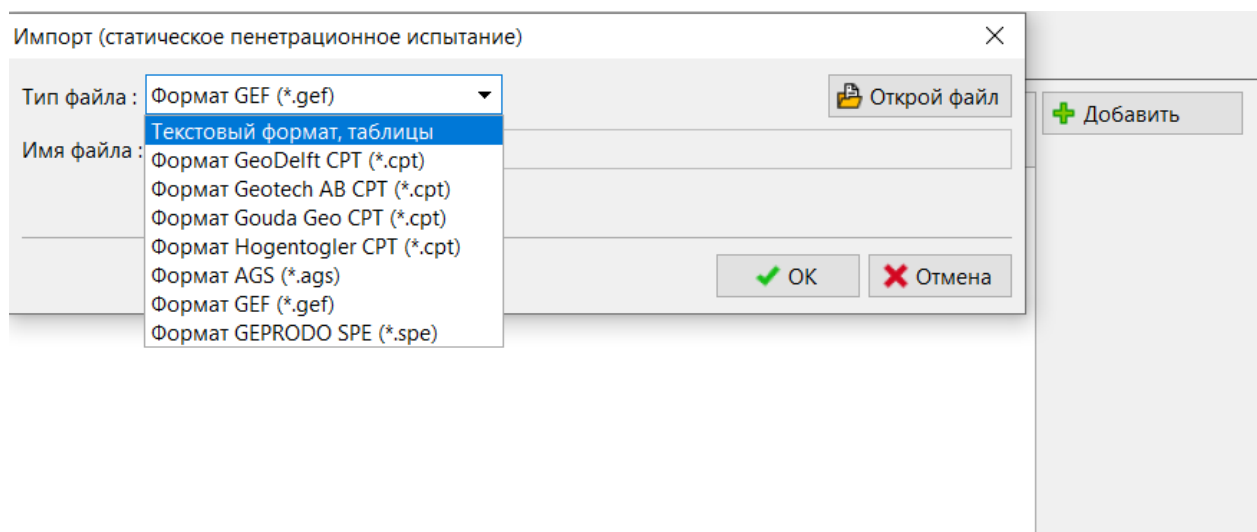 Импорт (статическое пенетрационное испытание)
Тип файла : Формат GEF (*.gef) Открой файл
Добавить
Текстовый формат, таблицы
Имя файла :
Формат GeoDelft CPT (*.cpt)
Формат Geotech AB CPT (*.cpt)
Формат Gouda Geo CPT (*.cpt)
Формат Hogentogler CPT (*.cpt)
Формат AGS (*.ags)
Формат GEF (*.gef)
Формат GEPRODO SPE (*.spe)
OK Отмена